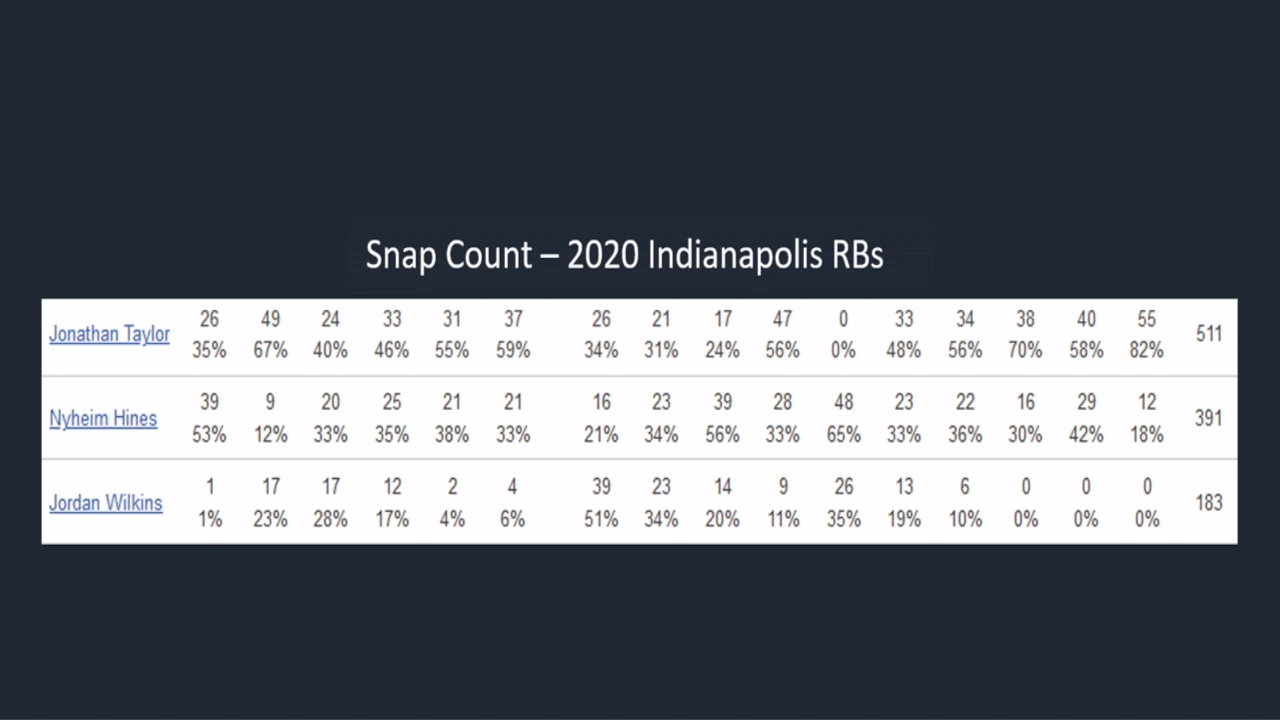 Snap Count – 2020 Indianapolis RBs
26 49 24 33 31 37 26 21 17 47 0 33 34 38 40 55
Jonathan Taylor 511
35% 67% 40% 46% 55% 59% 34% 31% 24% 56% 0% 48% 56% 70% 58% 82%
39 9 20 25 21 21 16 23 39 28 48 23 22 16 29 12
Nyheim Hines 391
53% 12% 33% 35% 38% 33% 21% 34% 56% 33% 65% 33% 36% 30% 42% 18%
1 17 17 12 2 4 39 23 14 9 26 13 6 0 0 0
Jordan Wilkins 183
1% 23% 28% 17% 4% 6% 51% 34% 20% 11% 35% 19% 10% 0% 0% 0%